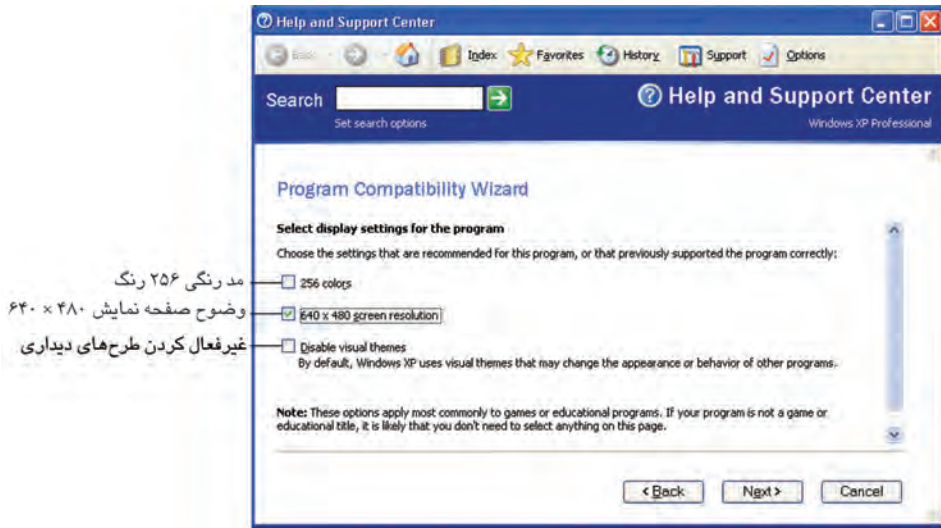 Help and Support Center
Back Index Favorites History Support Options
Search
Set search options
Help and Support Center
Windows XP Professional
Program Compatibility Wizard
Select display settings for the program
Choose the settings that are recommended for this program, or that previously supported the program correctly:
مد رنگی ۲۵۶ رنگ
256 colors
وضوح صفحه نمایش ۴۸۰ × ۶۴۰
640 x 480 screen resolution
غیرفعال کردن طرح‌های دیداری
Disable visual themes
By default, Windows XP uses visual themes that may change the appearance or behavior of other programs.
Note: These options apply most commonly to games or educational programs. If your program is not a game or
educational title, it is likely that you don't need to select anything on this page.
< Back Next > Cancel